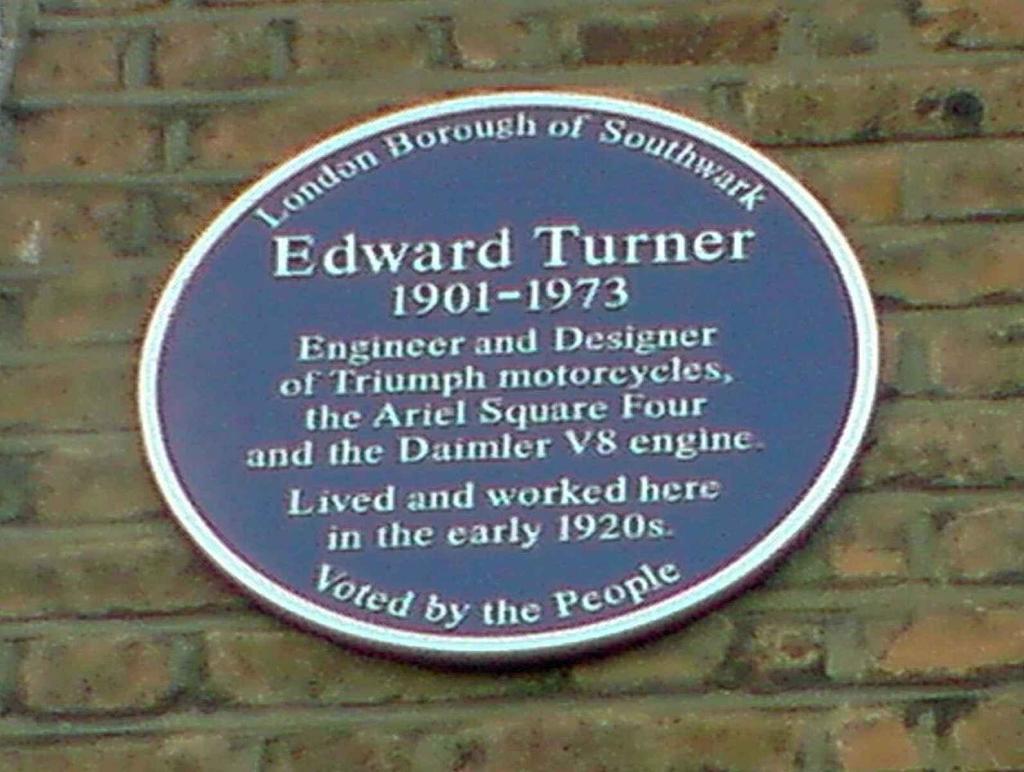 London Borough of Southwark
Edward Turner
1901-1973
Engineer and Designer
of Triumph motorcycles,
the Ariel Square Four
and the Daimler V8 engine.
Lived and worked here
in the early 1920s.
Voted by the People